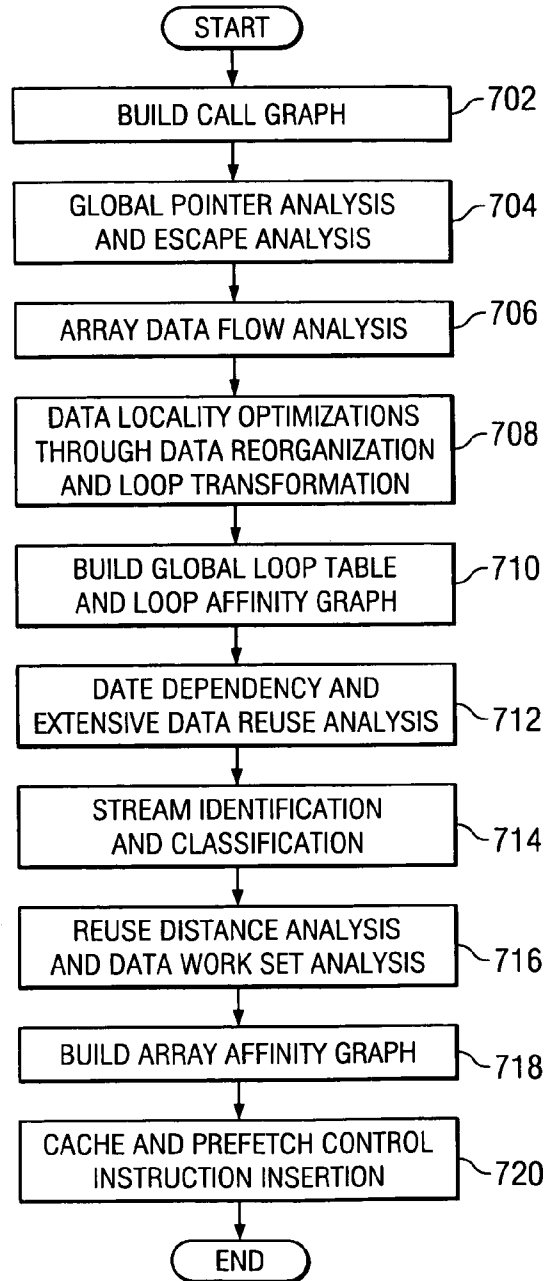 START
BUILD CALL GRAPH
702
GLOBAL POINTER ANALYSIS
AND ESCAPE ANALYSIS
704
ARRAY DATA FLOW ANALYSIS
706
DATA LOCALITY OPTIMIZATIONS
THROUGH DATA REORGANIZATION
AND LOOP TRANSFORMATION
708
BUILD GLOBAL LOOP TABLE
AND LOOP AFFINITY GRAPH
710
DATE DEPENDENCY AND
EXTENSIVE DATA REUSE ANALYSIS
712
STREAM IDENTIFICATION
AND CLASSIFICATION
714
REUSE DISTANCE ANALYSIS
AND DATA WORK SET ANALYSIS
716
BUILD ARRAY AFFINITY GRAPH
718
CACHE AND PREFETCH CONTROL
INSTRUCTION INSERTION
720
END